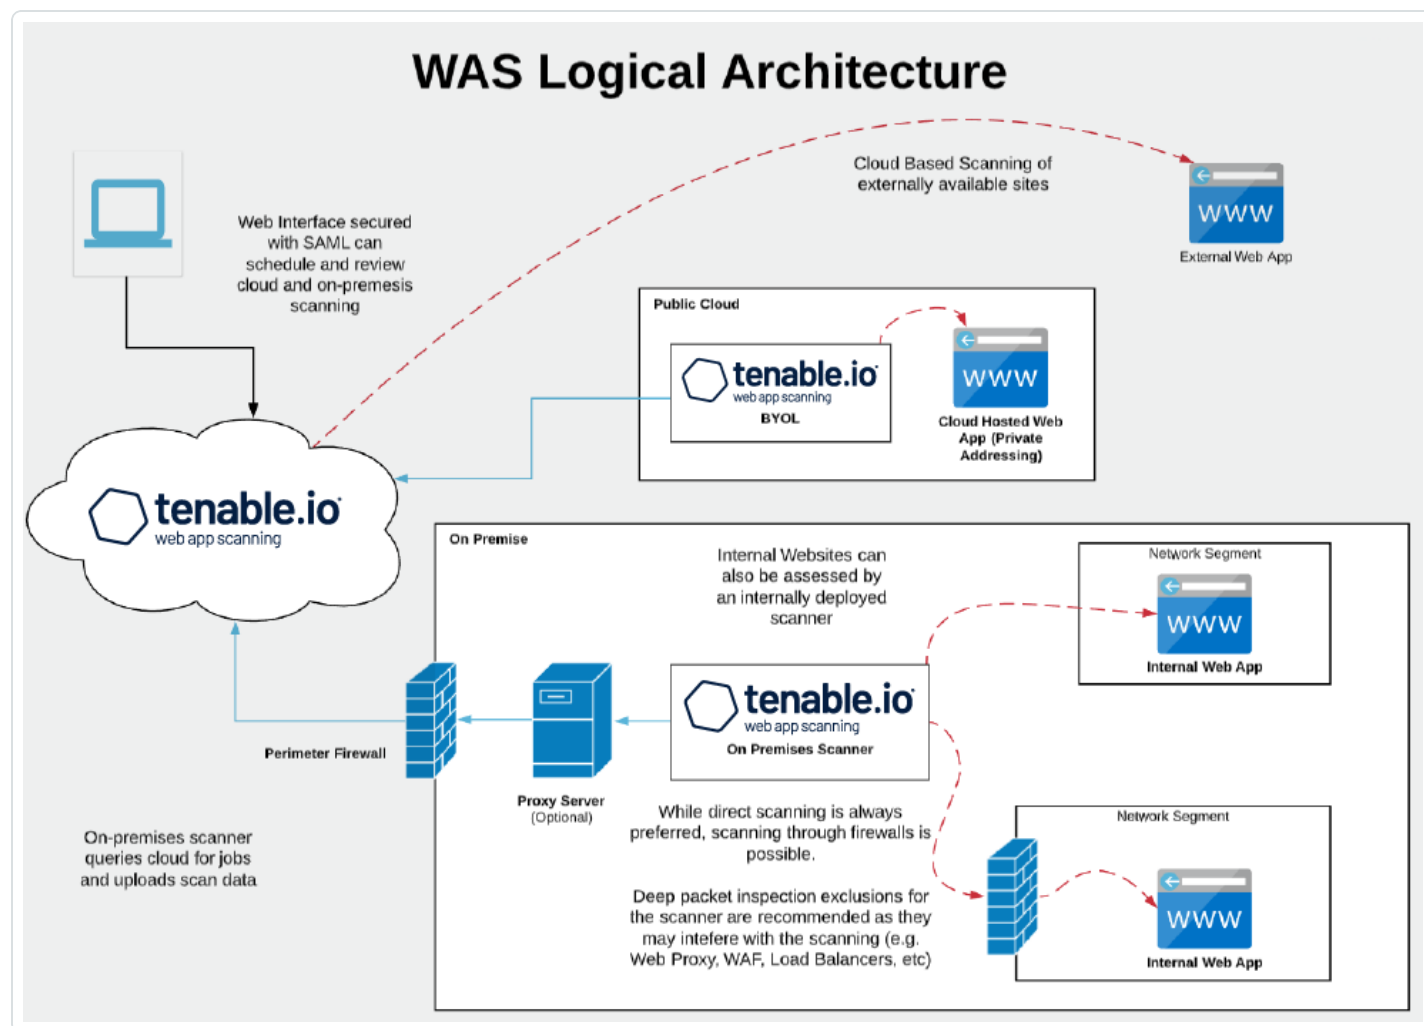 WAS Logical Architecture
Cloud Based Scanning of
externally available sites
WWW
External Web App
Web Interface secured
with SAML can
schedule and review
cloud and on-premesis
scanning
Public Cloud
tenable.io
web app scanning
BYOL
WWW
Cloud Hosted Web
App (Private
Addressing)
tenable.io
web app scanning
On Premise
Internal Websites can
also be assessed by
an internally deployed
scanner
Network Segment
WWW
Internal Web App
tenable.io
web app scanning
On Premises Scanner
Perimeter Firewall
Proxy Server
(Optional)
On-premises scanner
queries cloud for jobs
and uploads scan data
While direct scanning is always
preferred, scanning through firewalls is
possible.
Deep packet inspection exclusions for
the scanner are recommended as they
may intefere with the scanning (e.g.
Web Proxy, WAF, Load Balancers, etc)
Network Segment
WWW
Internal Web App